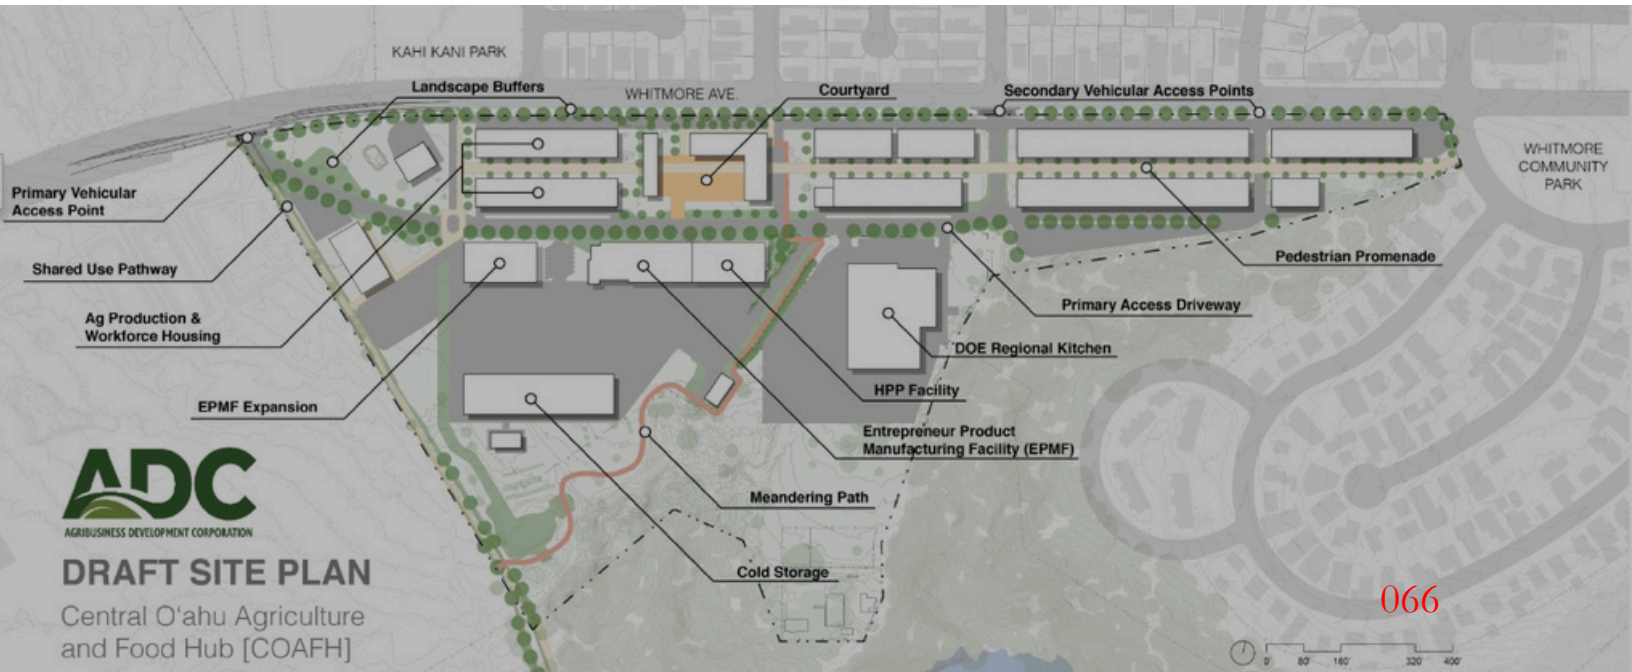 KAHI KANI PARK
Landscape Buffers
WHITMORE AVE.
Courtyard
Secondary Vehicular Access Points
WHITMORE
COMMUNITY
PARK
Primary Vehicular
Access Point
Shared Use Pathway
Pedestrian Promenade
Ag Production &
Workforce Housing
Primary Access Driveway
DOE Regional Kitchen
HPP Facility
EPMF Expansion
Entrepreneur Product
Manufacturing Facility (EPMF)
Meandering Path
Cold Storage
ADC
AGRIBUSINESS DEVELOPMENT CORPORATION
DRAFT SITE PLAN
Central O‘ahu Agriculture
and Food Hub [COAFH]
066
0' 80' 160' 320' 400'